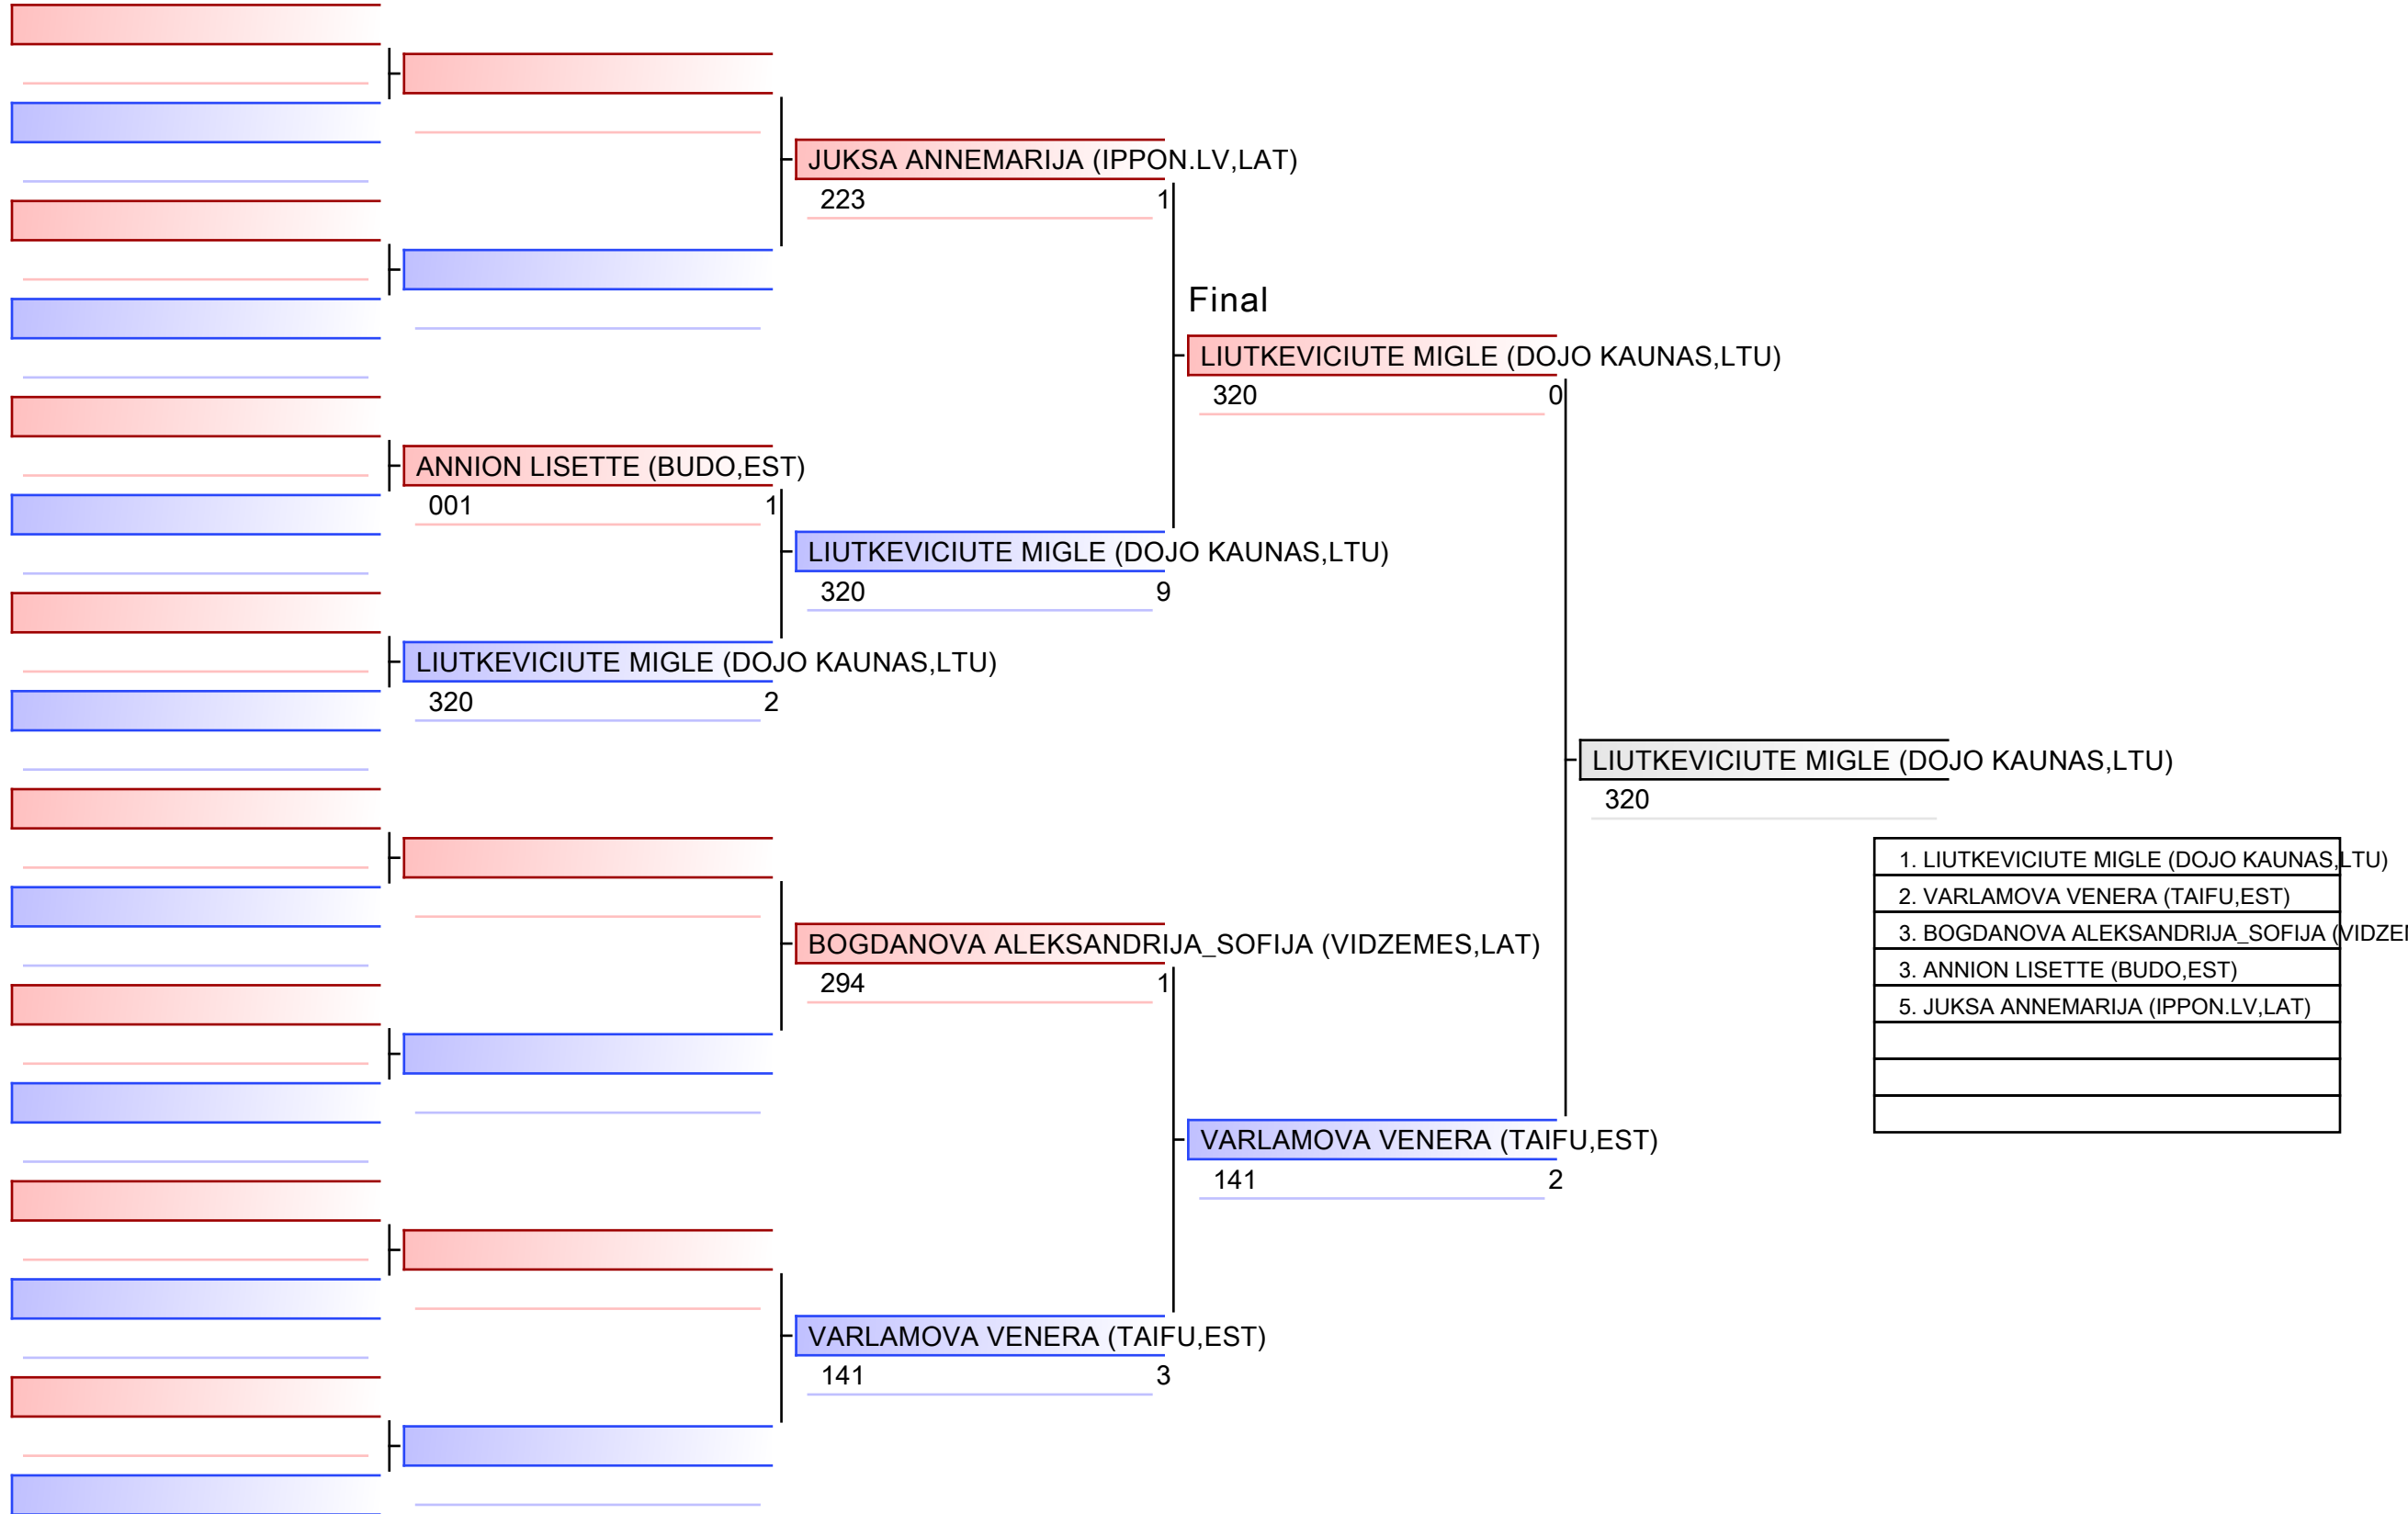 JUKSA ANNEMARIJA (IPPON.LV,LAT)
223 1
Final
LIUTKEVICIUTE MIGLE (DOJO KAUNAS,LTU)
320 0
ANNION LISETTE (BUDO,EST)
001 1
LIUTKEVICIUTE MIGLE (DOJO KAUNAS,LTU)
320 9
LIUTKEVICIUTE MIGLE (DOJO KAUNAS,LTU)
320 2
LIUTKEVICIUTE MIGLE (DOJO KAUNAS,LTU)
320
1. LIUTKEVICIUTE MIGLE (DOJO KAUNAS,LTU)
2. VARLAMOVA VENERA (TAIFU,EST)
3. BOGDANOVA ALEKSANDRIJA_SOFIJA (VIDZE
3. ANNION LISETTE (BUDO,EST)
5. JUKSA ANNEMARIJA (IPPON.LV,LAT)
BOGDANOVA ALEKSANDRIJA_SOFIJA (VIDZEMES,LAT)
294 1
VARLAMOVA VENERA (TAIFU,EST)
141 2
VARLAMOVA VENERA (TAIFU,EST)
141 3